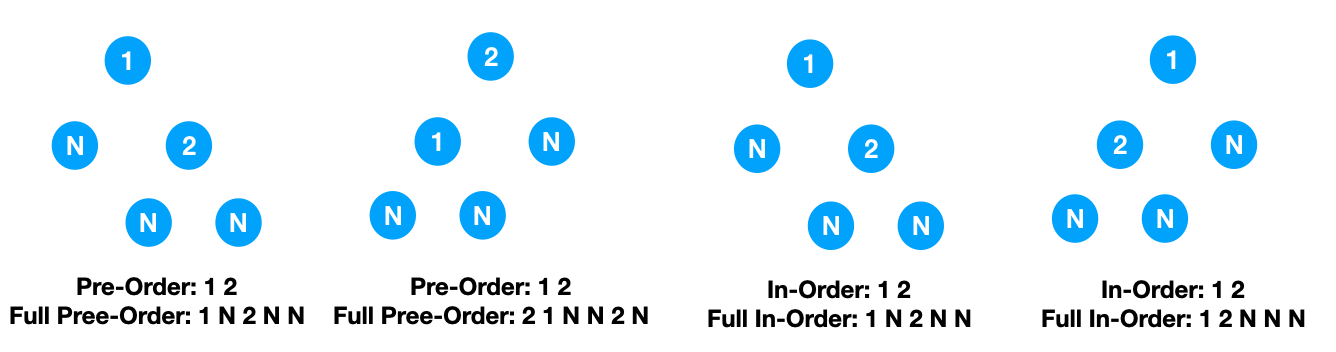 1
N 2
N N
Pre-Order: 1 2
Full Pree-Order: 1 N 2 N N
2
1 N
N N
Pre-Order: 1 2
Full Pree-Order: 2 1 N N 2 N
1
N 2
N N
In-Order: 1 2
Full In-Order: 1 N 2 N N
1
2 N
N N
In-Order: 1 2
Full In-Order: 1 2 N N N